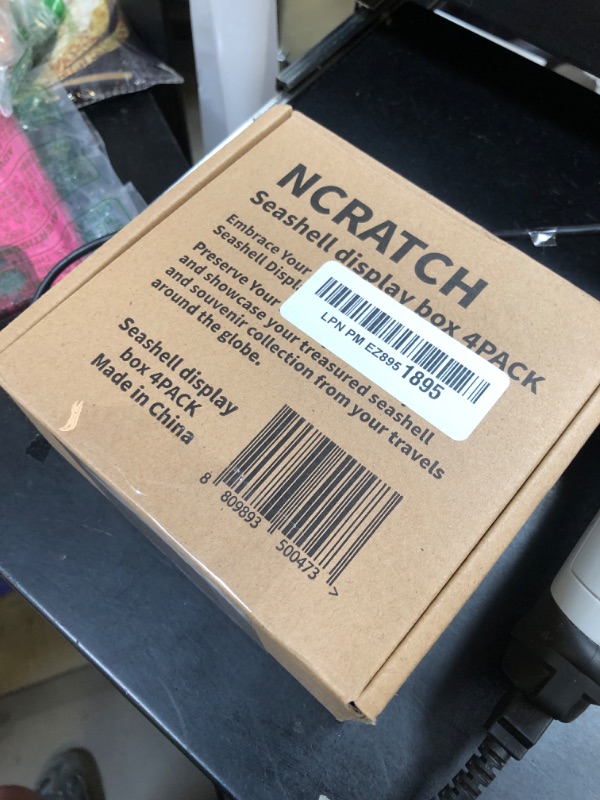 NCRATCH
Seashell display box 4PACK
Embrace Your
Seashell Displ
Preserve Your
and showcase your treasured seashell
and souvenir collection from your travels
around the globe.
LPN PM EZ895 1895
Seashell display
box 4PACK
Made in China
8 809893 500473 >